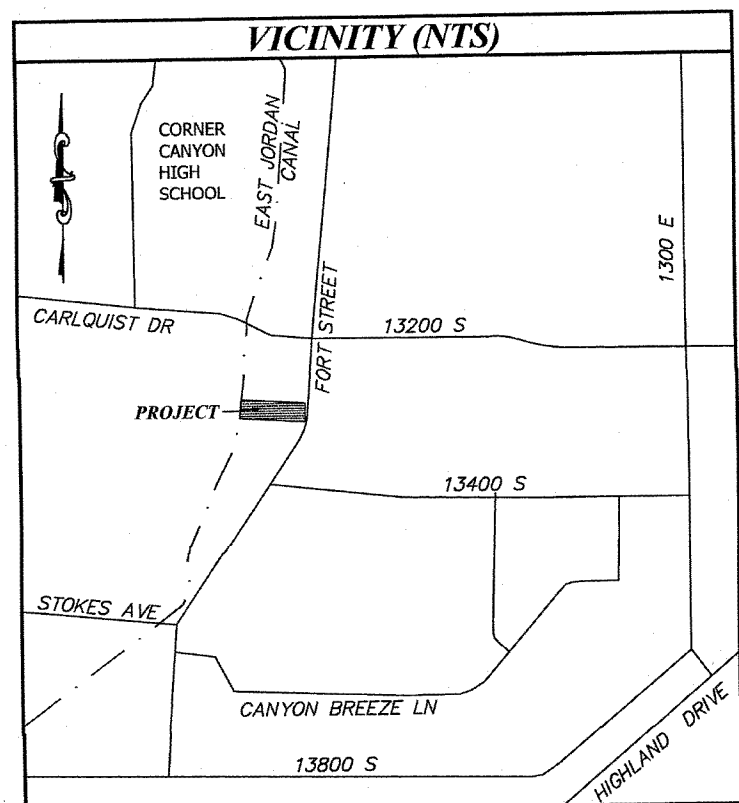 VICINITY (NTS)
CORNER
CANYON
HIGH
SCHOOL
EAST JORDAN
CANAL
1300 E
FORT STREET
CARLQUIST DR
13200 S
PROJECT
13400 S
STOKES AVE
CANYON BREEZE LN
13800 S
HIGHLAND DRIVE